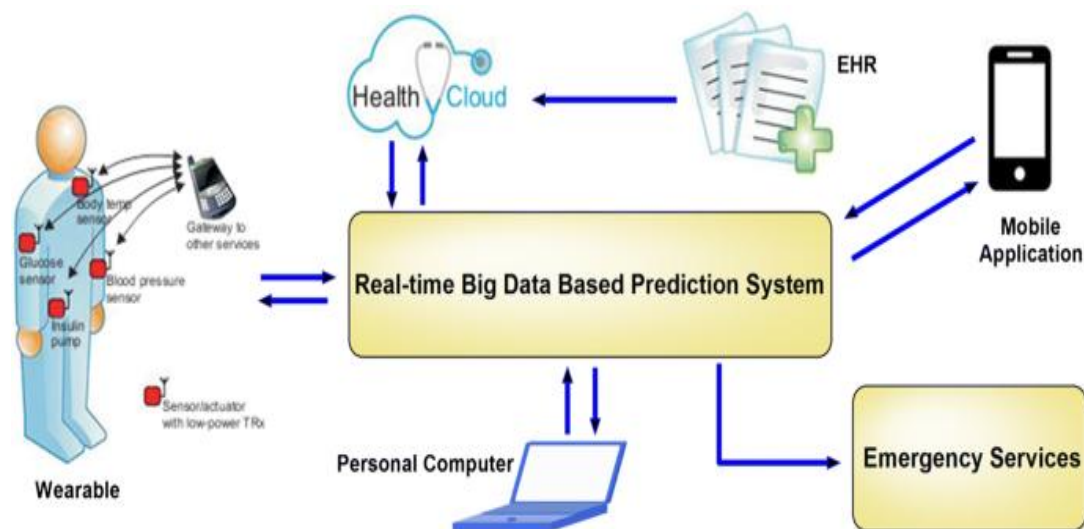 Health Cloud
EHR
Mobile
Application
Body temp
sensor
Gateway to
other services
Glucose
sensor
Blood pressure
sensor
Insulin
pump
Sensor/actuator
with low-power TRx
Wearable
Real-time Big Data Based Prediction System
Personal Computer
Emergency Services